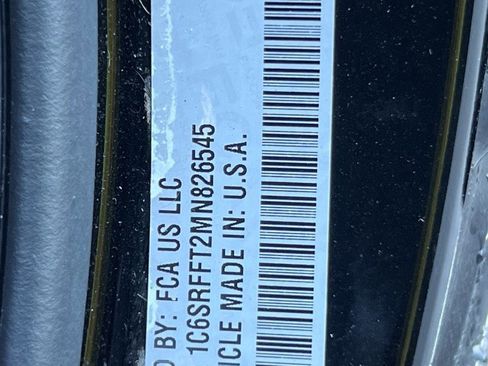 D BY: FCA US LLC
1C6SRFFT2MN826545
ICLE MADE IN: U.S.A.